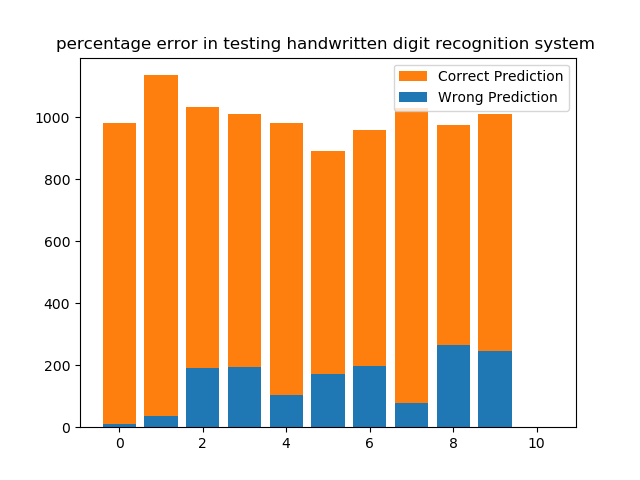 percentage error in testing handwritten digit recognition system
Correct Prediction
Wrong Prediction
1000
800
600
400
200
0
0 2 4 6 8 10